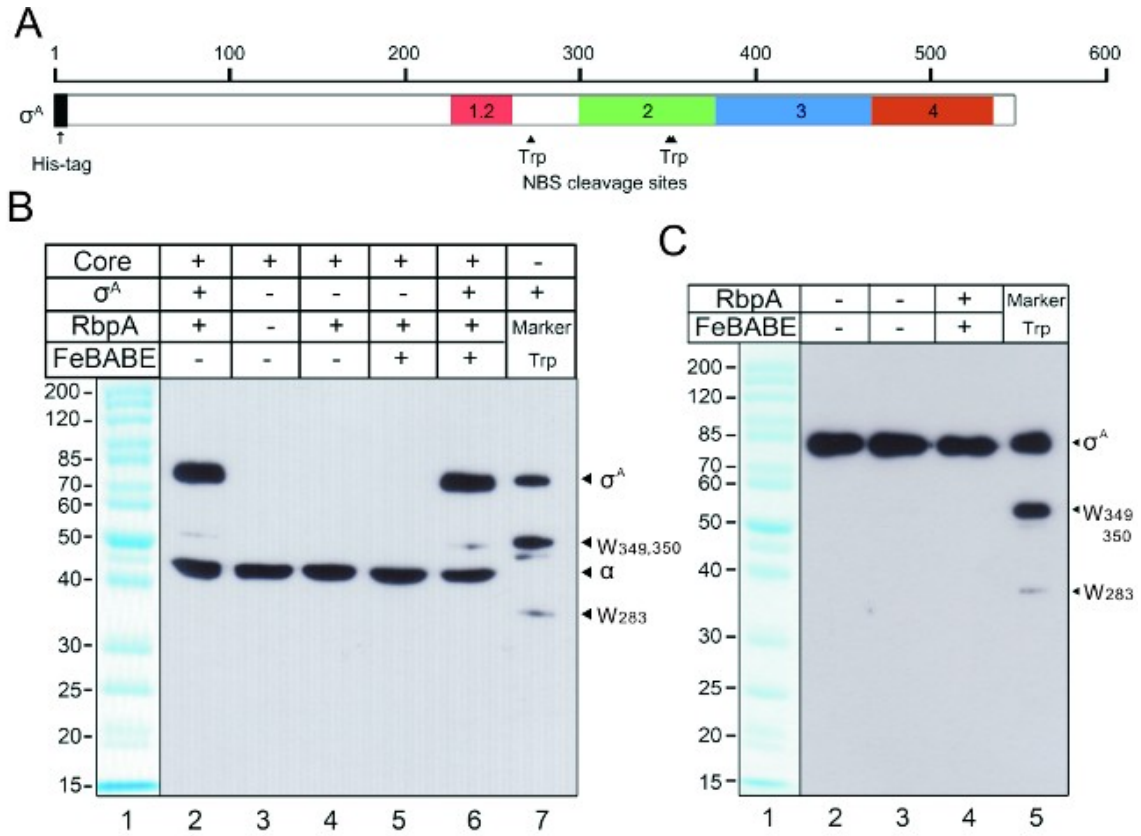 A
1 100 200 300 400 500 600
σA 1.2 2 3 4
His-tag Trp Trp
NBS cleavage sites
B
Core + + + + + -
σA + - - - + +
RbpA + - + + + Marker
FeBABE - - - + + Trp
200
120
85
70
60
50
40
30
25
20
15
σA
W349,350
α
W283
1 2 3 4 5 6 7
C
RbpA - - + Marker
FeBABE - - + Trp
200
120
85
70
60
50
40
30
25
20
15
σA
W349
350
W283
1 2 3 4 5